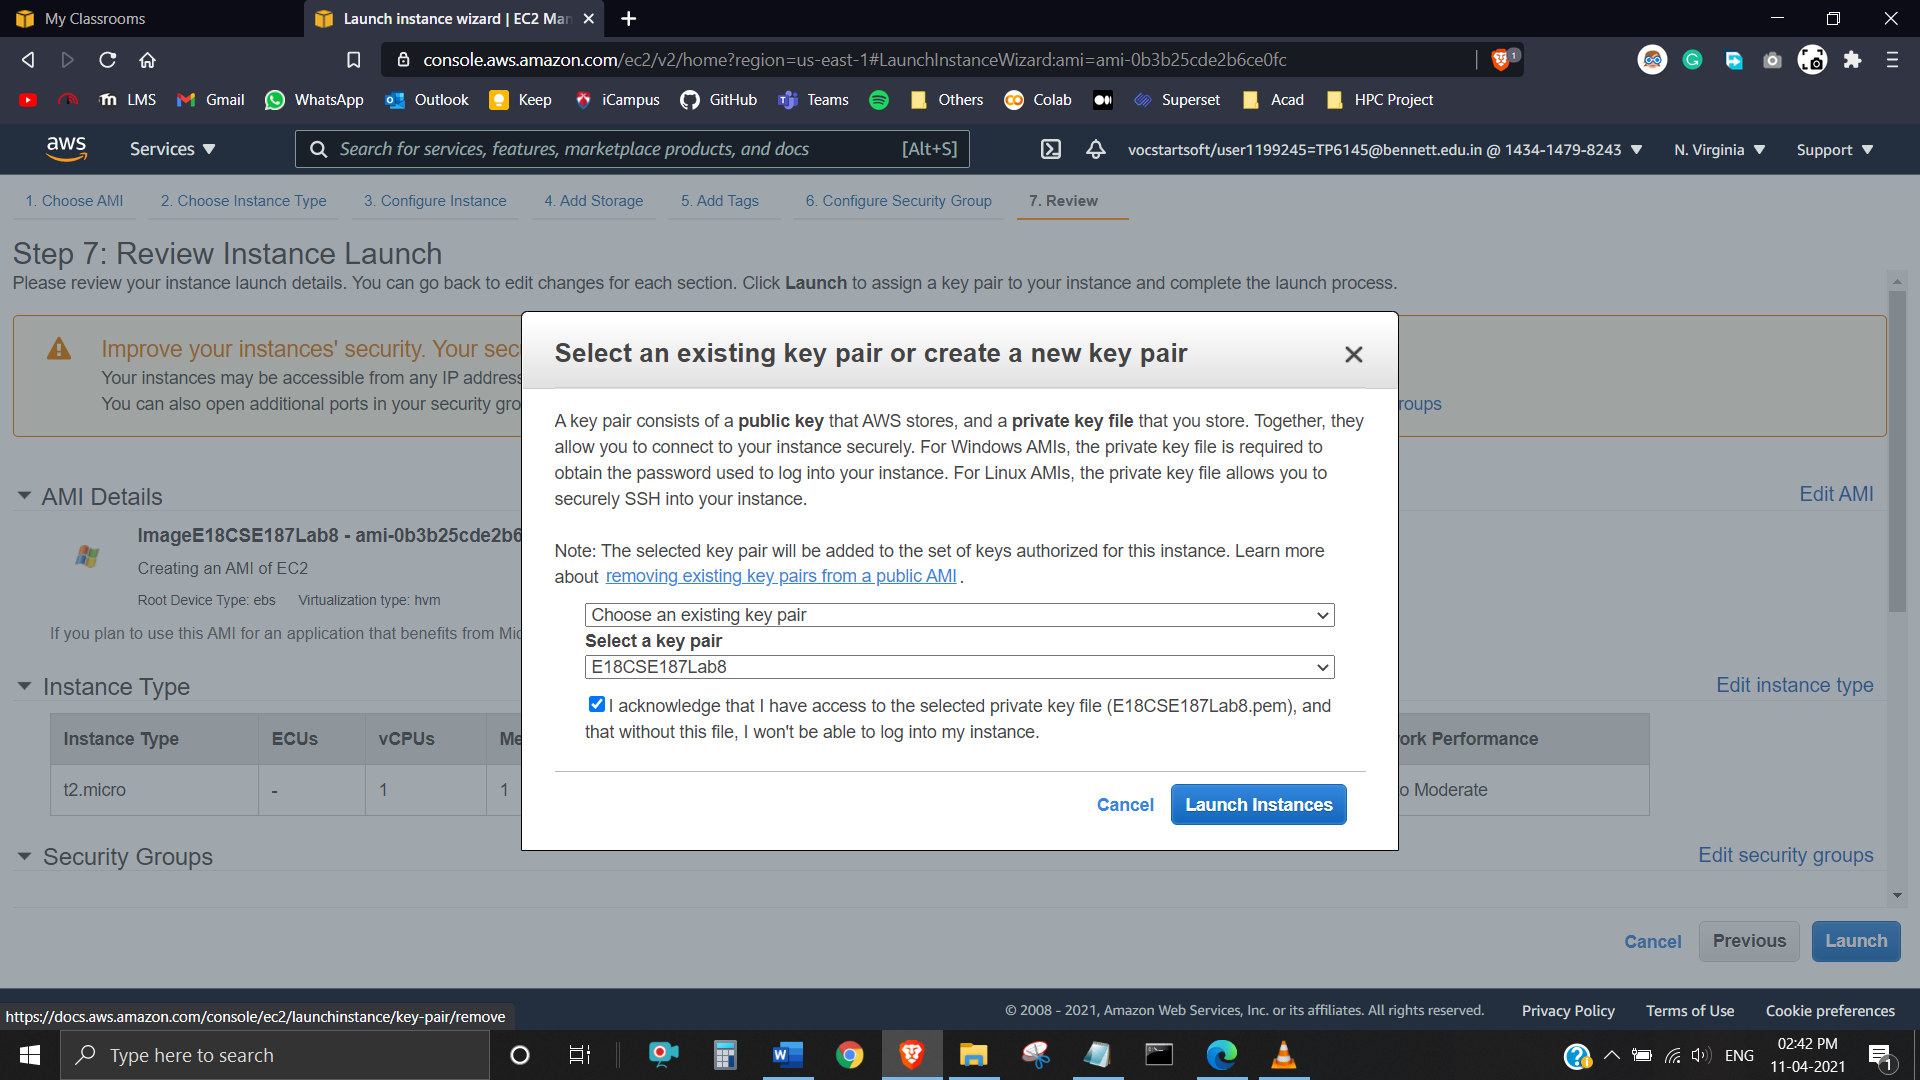 My Classrooms
Launch instance wizard | EC2 Man
console.aws.amazon.com/ec2/v2/home?region=us-east-1#LaunchInstanceWizard:ami=ami-0b3b25cde2b6ce0fc
1
LMS
Gmail
WhatsApp
Outlook
Keep
iCampus
GitHub
Teams
Others
Colab
Superset
Acad
HPC Project
aws
Services
Search for services, features, marketplace products, and docs
[Alt+S]
vocstartsoft/user1199245=TP6145@bennett.edu.in @ 1434-1479-8243
N. Virginia
Support
1. Choose AMI
2. Choose Instance Type
3. Configure Instance
4. Add Storage
5. Add Tags
6. Configure Security Group
7. Review
Step 7: Review Instance Launch
Please review your instance launch details. You can go back to edit changes for each section. Click Launch to assign a key pair to your instance and complete the launch process.
Improve your instances' security. Your sec
Your instances may be accessible from any IP address
You can also open additional ports in your security gro
roups
Select an existing key pair or create a new key pair
A key pair consists of a public key that AWS stores, and a private key file that you store. Together, they
allow you to connect to your instance securely. For Windows AMIs, the private key file is required to
obtain the password used to log into your instance. For Linux AMIs, the private key file allows you to
securely SSH into your instance.
Note: The selected key pair will be added to the set of keys authorized for this instance. Learn more
about removing existing key pairs from a public AMI .
Choose an existing key pair
Select a key pair
E18CSE187Lab8
I acknowledge that I have access to the selected private key file (E18CSE187Lab8.pem), and
that without this file, I won't be able to log into my instance.
Cancel
Launch Instances
AMI Details
Edit AMI
ImageE18CSE187Lab8 - ami-0b3b25cde2b6
Creating an AMI of EC2
Root Device Type: ebs
Virtualization type: hvm
If you plan to use this AMI for an application that benefits from Mic
Instance Type
Edit instance type
Instance Type
ECUs
vCPUs
Me
ork Performance
t2.micro
-
1
1
o Moderate
Security Groups
Edit security groups
Cancel
Previous
Launch
https://docs.aws.amazon.com/console/ec2/launchinstance/key-pair/remove
© 2008 - 2021, Amazon Web Services, Inc. or its affiliates. All rights reserved.
Privacy Policy
Terms of Use
Cookie preferences
Type here to search
ENG
02:42 PM
11-04-2021
1